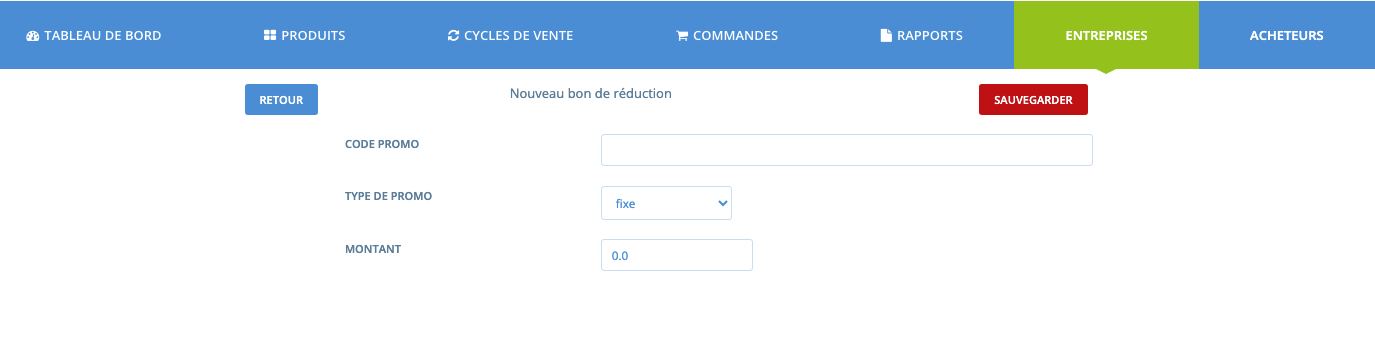 TABLEAU DE BORD PRODUITS CYCLES DE VENTE COMMANDES RAPPORTS ENTREPRISES ACHETEURS
RETOUR Nouveau bon de réduction SAUVEGARDER
CODE PROMO
TYPE DE PROMO fixe
MONTANT 0.0